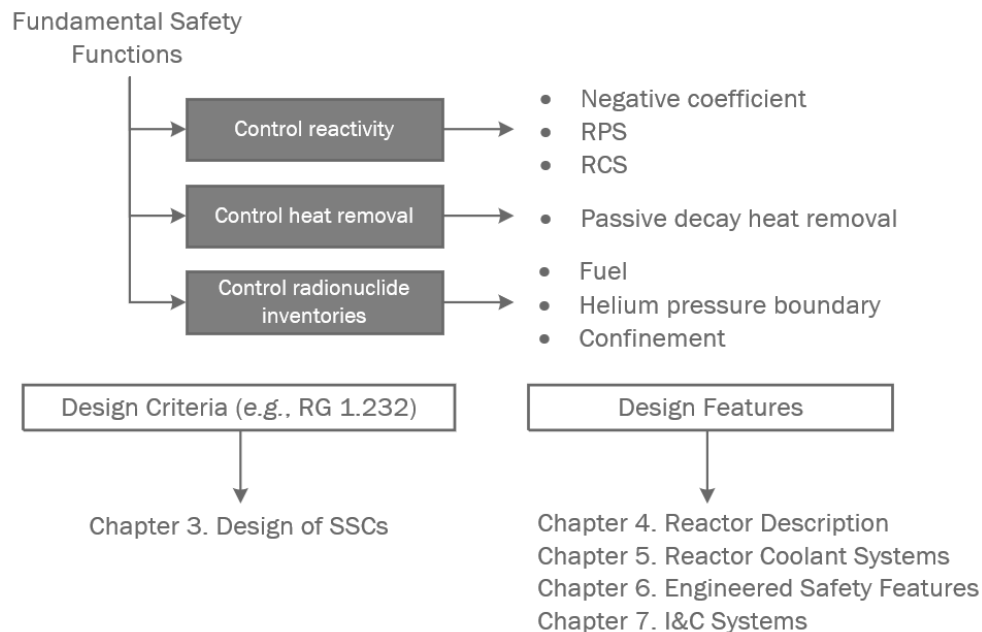 Fundamental Safety
Functions
Control reactivity
• Negative coefficient
• RPS
• RCS
Control heat removal
• Passive decay heat removal
Control radionuclide
inventories
• Fuel
• Helium pressure boundary
• Confinement
Design Criteria (e.g., RG 1.232)
Chapter 3. Design of SSCs
Design Features
Chapter 4. Reactor Description
Chapter 5. Reactor Coolant Systems
Chapter 6. Engineered Safety Features
Chapter 7. I&C Systems